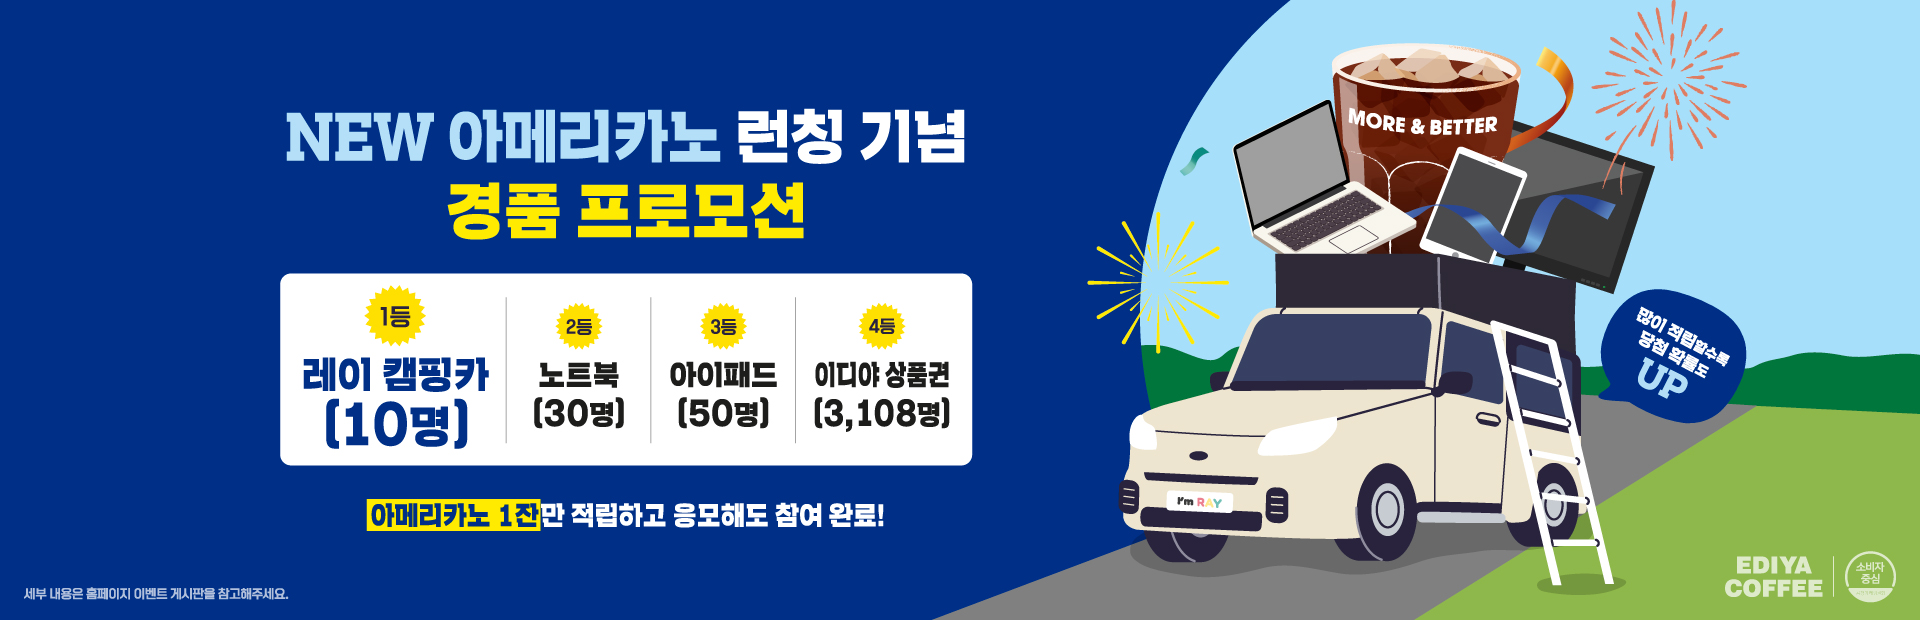 NEW 아메리카노 런칭 기념
경품 프로모션
1등
레이 캠핑카
(10명)
2등
노트북
(30명)
3등
아이패드
(50명)
4등
이디야 상품권
(3,108명)
아메리카노 1잔만 적립하고 응모해도 참여 완료!
세부 내용은 홈페이지 이벤트 게시판을 참고해주세요.
MORE & BETTER
많이 적립할수록
당첨 확률도
UP
I'm RAY
EDIYA
COFFEE
소비자
중심